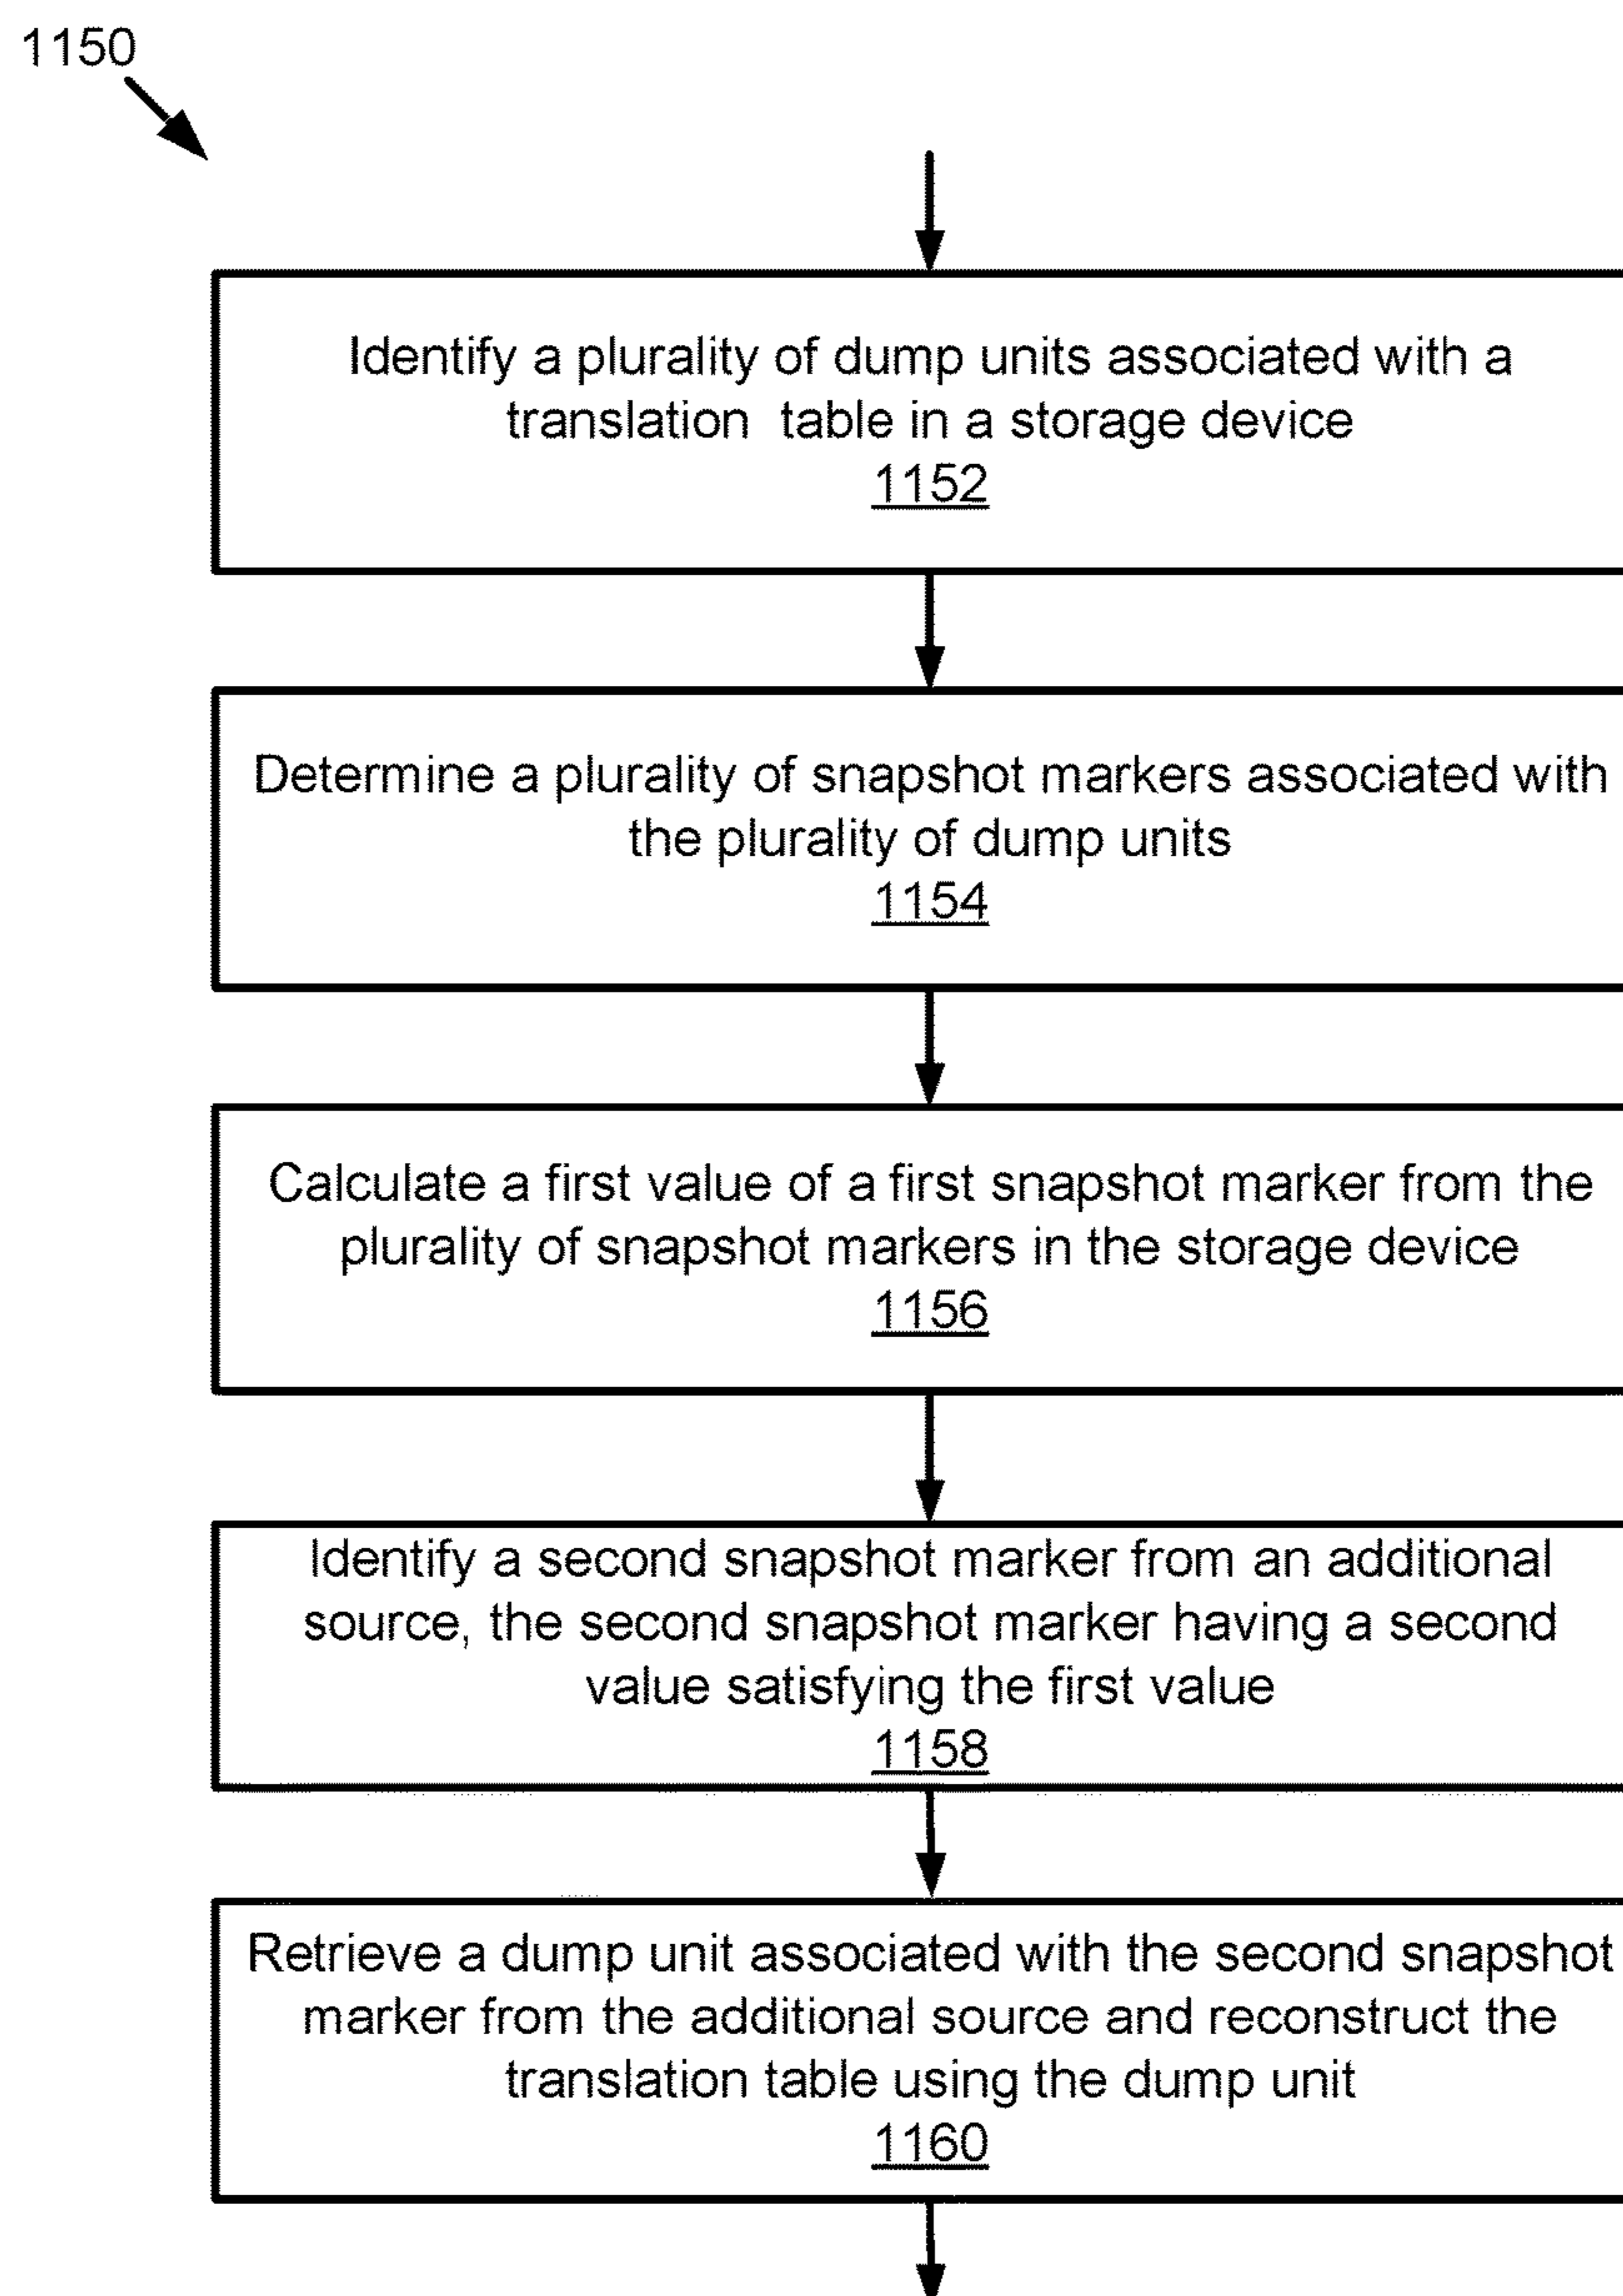 1150
Identify a plurality of dump units associated with a
translation table in a storage device
1152
Determine a plurality of snapshot markers associated with
the plurality of dump units
1154
Calculate a first value of a first snapshot marker from the
plurality of snapshot markers in the storage device
1156
Identify a second snapshot marker from an additional
source, the second snapshot marker having a second
value satisfying the first value
1158
Retrieve a dump unit associated with the second snapshot
marker from the additional source and reconstruct the
translation table using the dump unit
1160